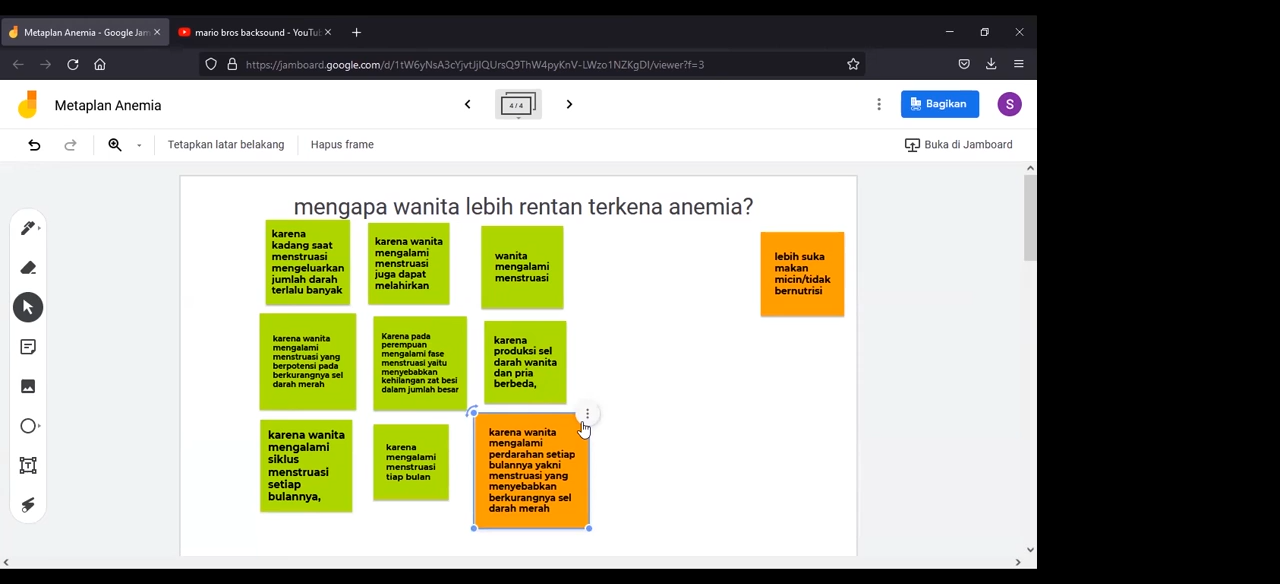 Metaplan Anemia - Google Jam
mario bros backsound - YouTu
https://jamboard.google.com/d/1tW6yNsA3cYjvtJjIQUrsQ9ThW4pyKnV-LWzo1NZKgDI/viewer?f=3
Metaplan Anemia
4 / 4
Bagikan
S
Tetapkan latar belakang
Hapus frame
Buka di Jamboard
mengapa wanita lebih rentan terkena anemia?
karena
kadang saat
menstruasi
mengeluarkan
jumlah darah
terlalu banyak
karena wanita
mengalami
menstruasi
juga dapat
melahirkan
wanita
mengalami
menstruasi
lebih suka
makan
micin/tidak
bernutrisi
karena wanita
mengalami
menstruasi yang
berpotensi pada
berkurangnya sel
darah merah
Karena pada
perempuan
mengalami fase
menstruasi yaitu
menyebabkan
kehilangan zat besi
dalam jumlah besar
karena
produksi sel
darah wanita
dan pria
berbeda,
karena wanita
mengalami
siklus
menstruasi
setiap
bulannya,
karena
mengalami
menstruasi
tiap bulan
karena wanita
mengalami
perdarahan setiap
bulannya yakni
menstruasi yang
menyebabkan
berkurangnya sel
darah merah